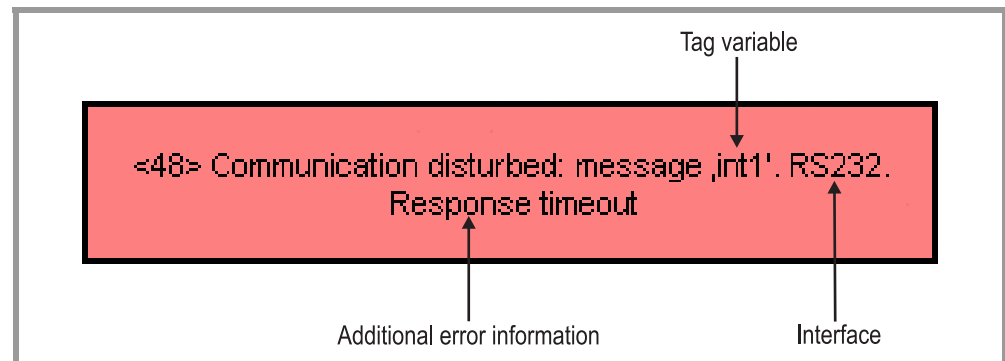 Tag variable
<48> Communication disturbed: message ‚int1'. RS232.
Response timeout
Additional error information
Interface